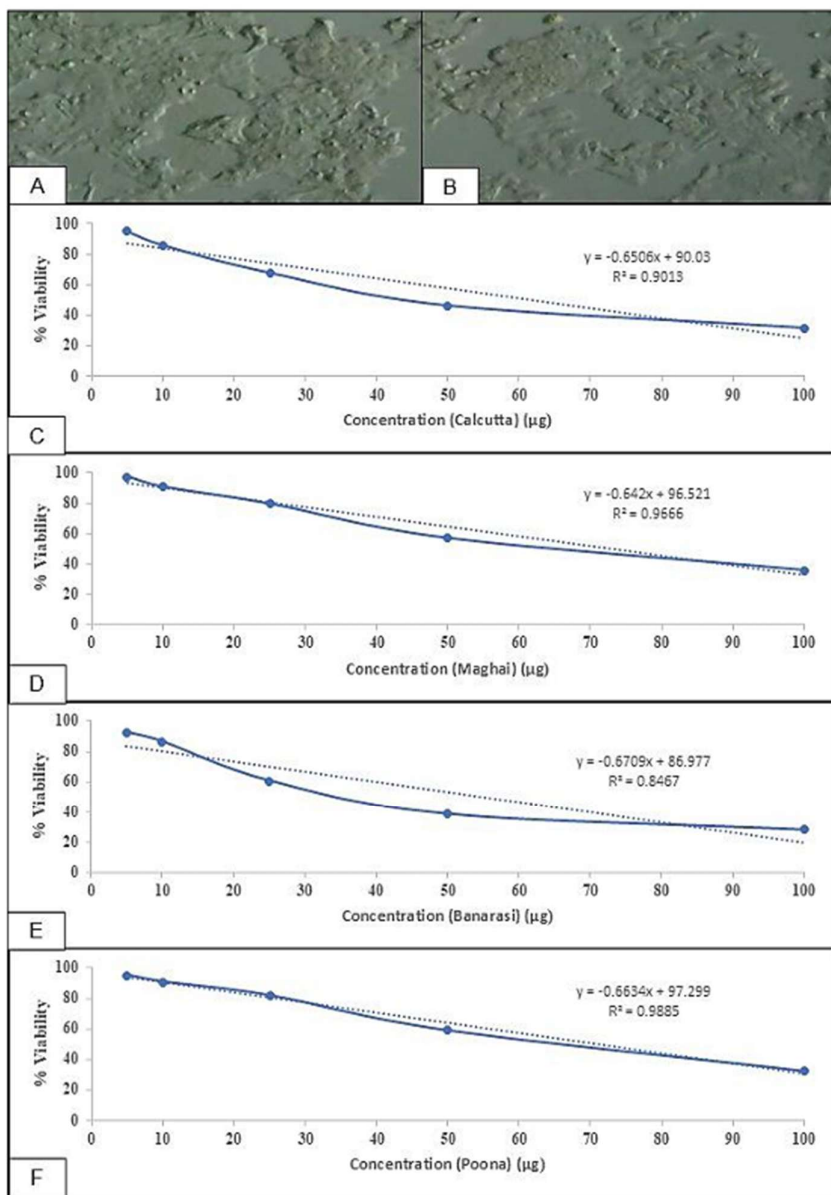 A
B
100
80
60
40
20
0
% Viability
y = -0.6506x + 90.03
R² = 0.9013
0 10 20 30 40 50 60 70 80 90 100
Concentration (Calcutta) (µg)
C
100
80
60
40
20
0
% Viability
y = -0.642x + 96.521
R² = 0.9666
0 10 20 30 40 50 60 70 80 90 100
Concentration (Maghai) (µg)
D
100
80
60
40
20
0
% Viability
y = -0.6709x + 86.977
R² = 0.8467
0 10 20 30 40 50 60 70 80 90 100
Concentration (Banarasi) (µg)
E
100
80
60
40
20
0
% Viability
y = -0.6634x + 97.299
R² = 0.9885
0 10 20 30 40 50 60 70 80 90 100
Concentration (Poona) (µg)
F